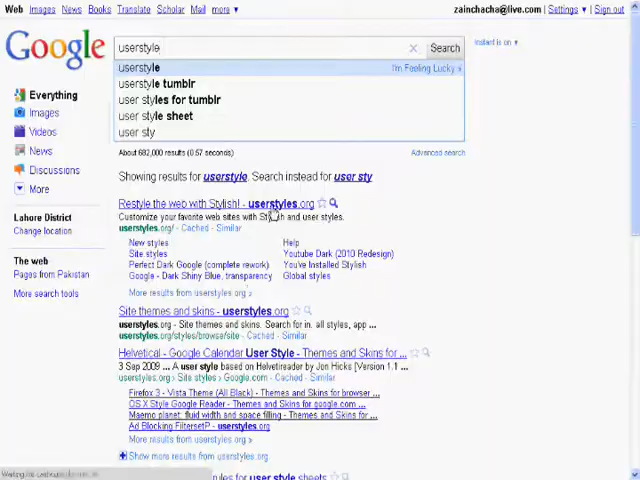 Web Images News Books Translate Scholar Mail more ▾
zainchacha@live.com | Settings ▾ | Sign out
Google
userstyle
Search
Instant is on ▾
userstyle
I'm Feeling Lucky »
userstyle tumblr
user styles for tumblr
user style sheet
user sty
About 682,000 results (0.57 seconds)
Advanced search
Everything
Images
Videos
News
Discussions
More
Lahore District
Change location
The web
Pages from Pakistan
More search tools
Showing results for userstyle. Search instead for user sty
Restyle the web with Stylish! - userstyles.org
Customize your favorite web sites with Stylish and user styles.
userstyles.org/ - Cached - Similar
New styles
Help
Site styles
Youtube Dark (2010 Redesign)
Perfect Dark Google (complete rework)
You've Installed Stylish
Google - Dark Shiny Blue, transparency
Global styles
More results from userstyles.org »
Site themes and skins - userstyles.org
userstyles.org - Site themes and skins. Search for in. all styles, app ...
userstyles.org/styles/browse/site - Cached - Similar
Helvetical - Google Calendar User Style - Themes and Skins for ...
3 Sep 2009 ... A user style based on Helvetireader by Jon Hicks [Version 1.1 ...
userstyles.org › Site styles › Google.com - Cached - Similar
Firefox 3 - Vista Theme (All Black) - Themes and Skins for browser ...
OS X Style Google Reader - Themes and Skins for google.com ...
Maemo planet: fluid width and space filling - Themes and Skins for ...
Ad Blocking FiltersetP - userstyles.org
More results from userstyles.org »
Show more results from userstyles.org
rules for user style sheets